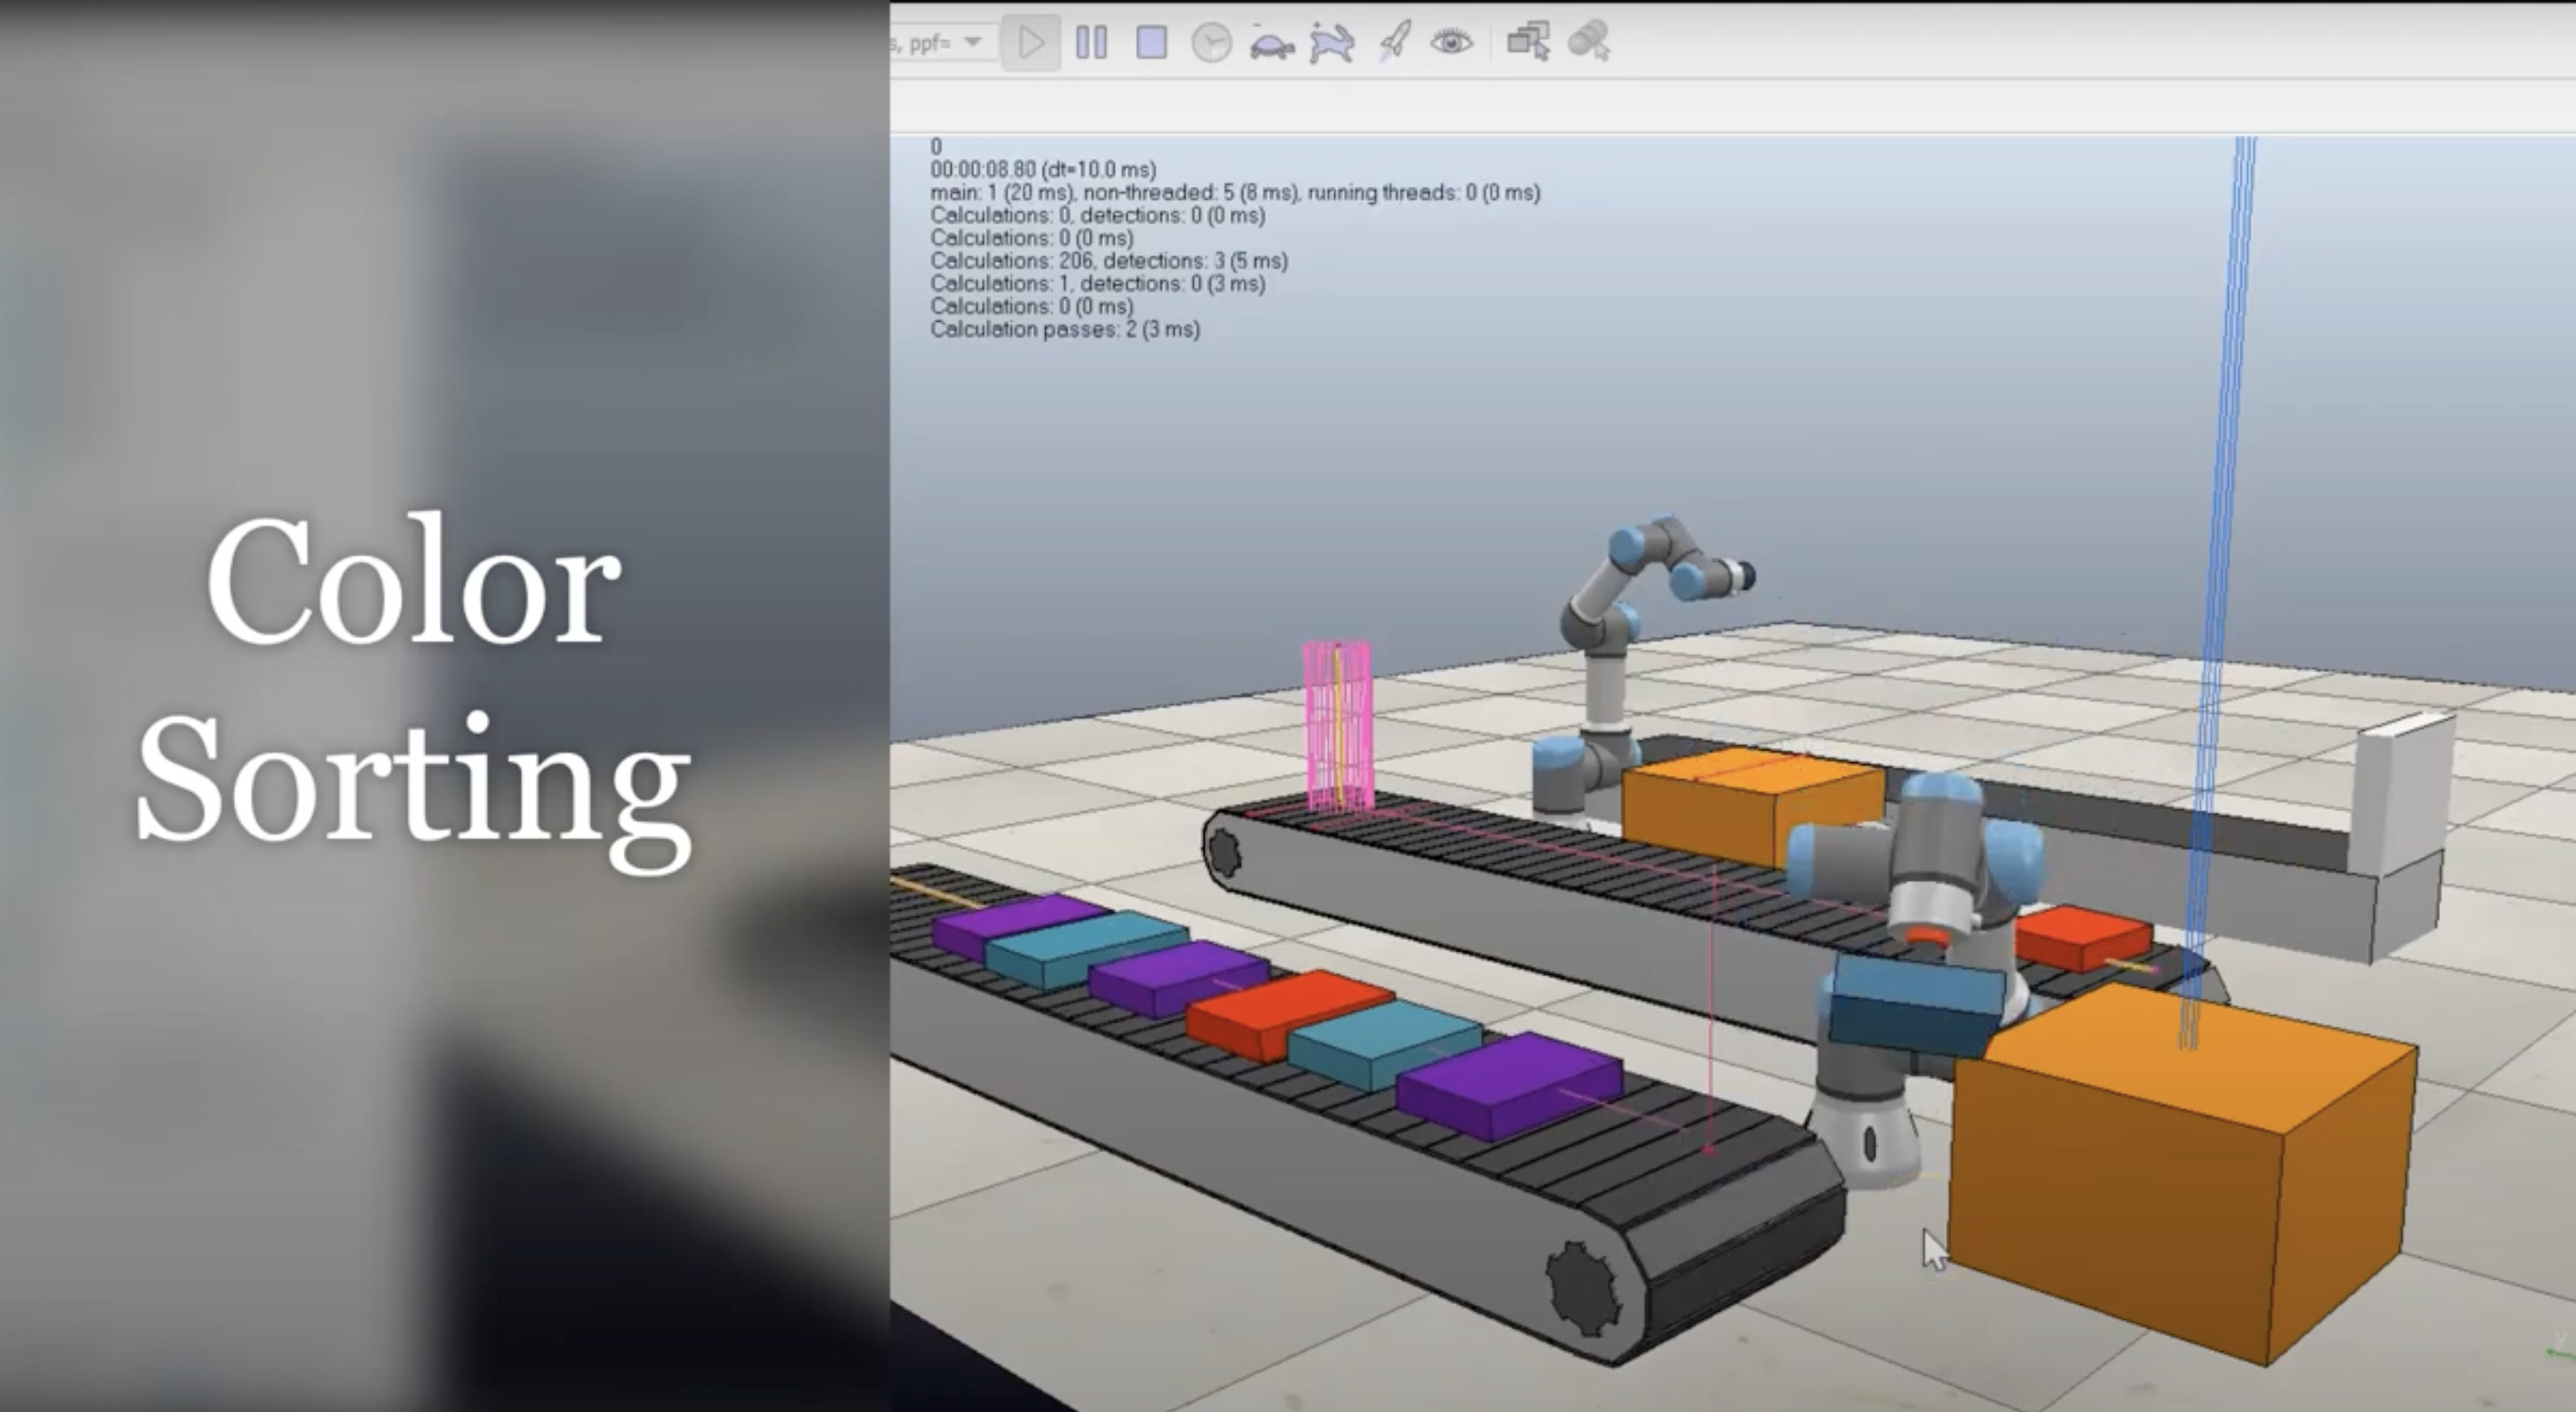 Color
Sorting
s, ppf=
0
00:00:08.80 (dt=10.0 ms)
main: 1 (20 ms), non-threaded: 5 (8 ms), running threads: 0 (0 ms)
Calculations: 0, detections: 0 (0 ms)
Calculations: 0 (0 ms)
Calculations: 206, detections: 3 (5 ms)
Calculations: 1, detections: 0 (3 ms)
Calculations: 0 (0 ms)
Calculation passes: 2 (3 ms)